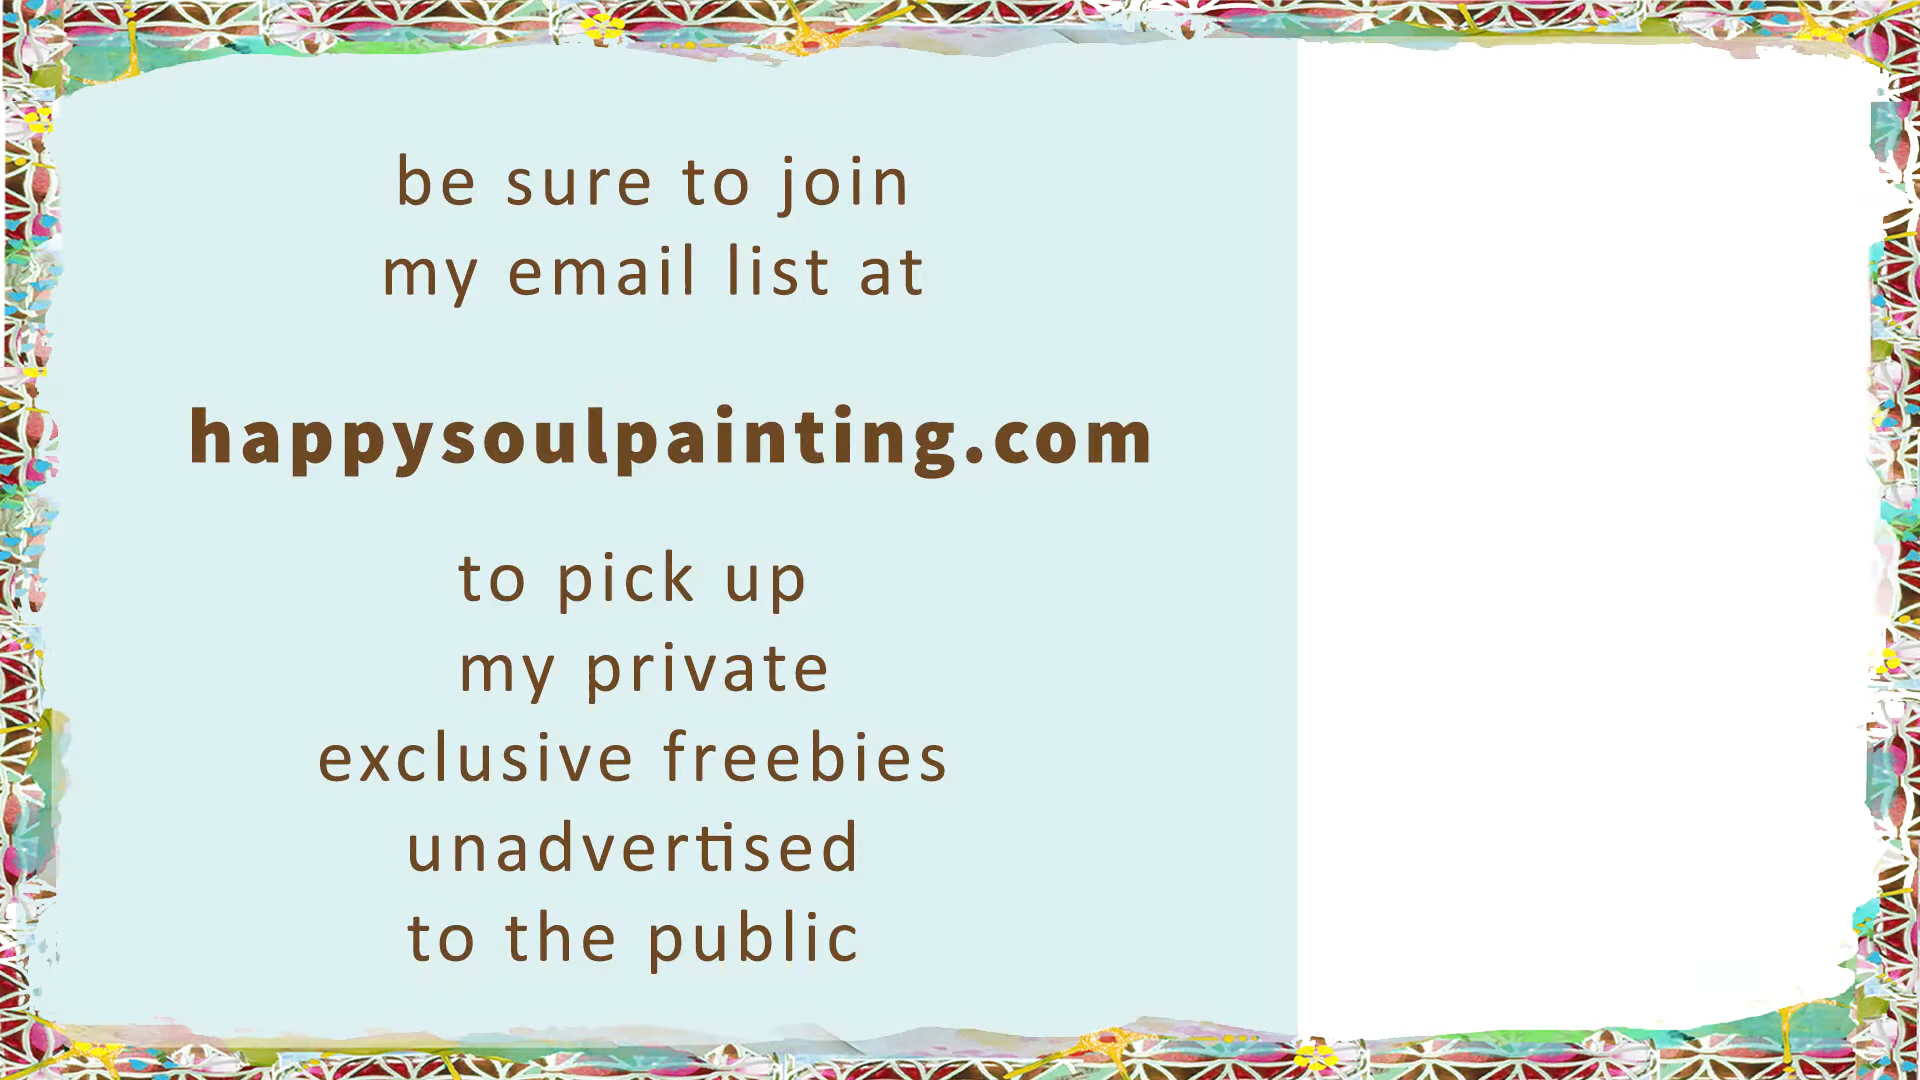 be sure to join
my email list at
happysoulpainting.com
to pick up
my private
exclusive freebies
unadvertised
to the public